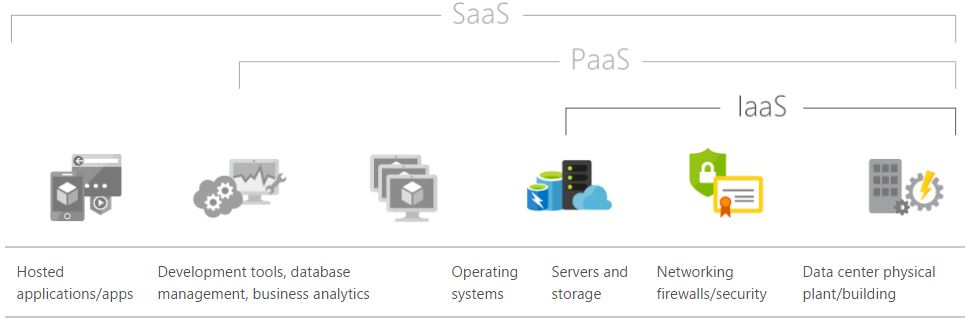 SaaS
PaaS
IaaS
Hosted
applications/apps
Development tools, database
management, business analytics
Operating
systems
Servers and
storage
Networking
firewalls/security
Data center physical
plant/building